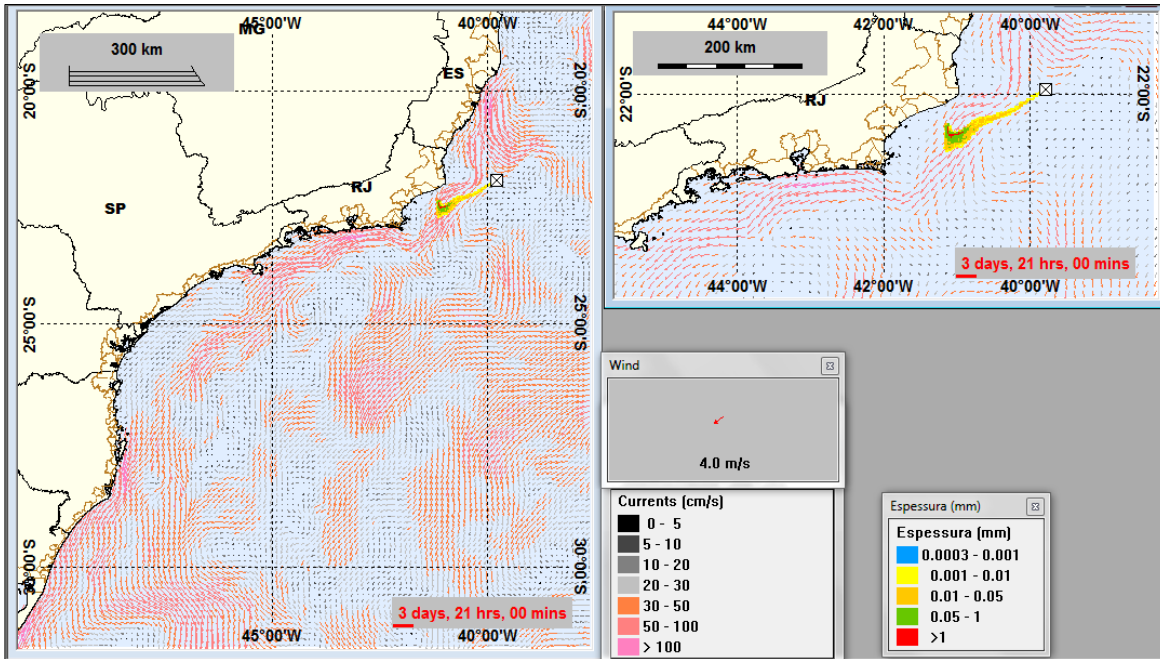 45°00'W 40°00'W
MG
300 km
ES
20°00'S 20°00'S
RJ
SP
25°00'S 25°00'S
30°00'S 30°00'S
3 days, 21 hrs, 00 mins
45°00'W 40°00'W
44°00'W 42°00'W 40°00'W
200 km
22°00'S 22°00'S
RJ
3 days, 21 hrs, 00 mins
44°00'W 42°00'W 40°00'W
Wind
4.0 m/s
Currents (cm/s)
0 - 5
5 - 10
10 - 20
20 - 30
30 - 50
50 - 100
> 100
Espessura (mm)
Espessura (mm)
0.0003 - 0.001
0.001 - 0.01
0.01 - 0.05
0.05 - 1
>1